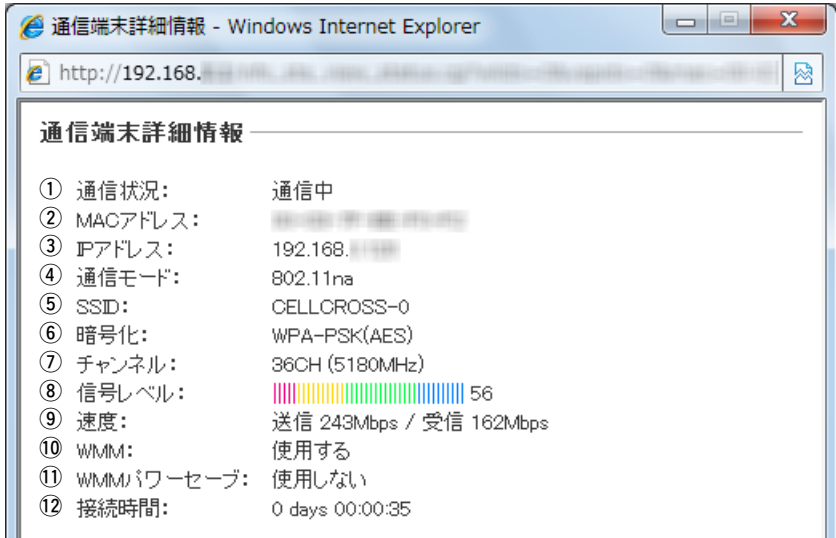 通信端末詳細情報 - Windows Internet Explorer
http://192.168.
通信端末詳細情報
① 通信状況: 通信中
② MACアドレス:
③ IPアドレス: 192.168.
④ 通信モード: 802.11na
⑤ SSID: CELLCROSS-0
⑥ 暗号化: WPA-PSK(AES)
⑦ チャンネル: 36CH (5180MHz)
⑧ 信号レベル: 56
⑨ 速度: 送信 243Mbps / 受信 162Mbps
⑩ WMM: 使用する
⑪ WMMパワーセーブ: 使用しない
⑫ 接続時間: 0 days 00:00:35